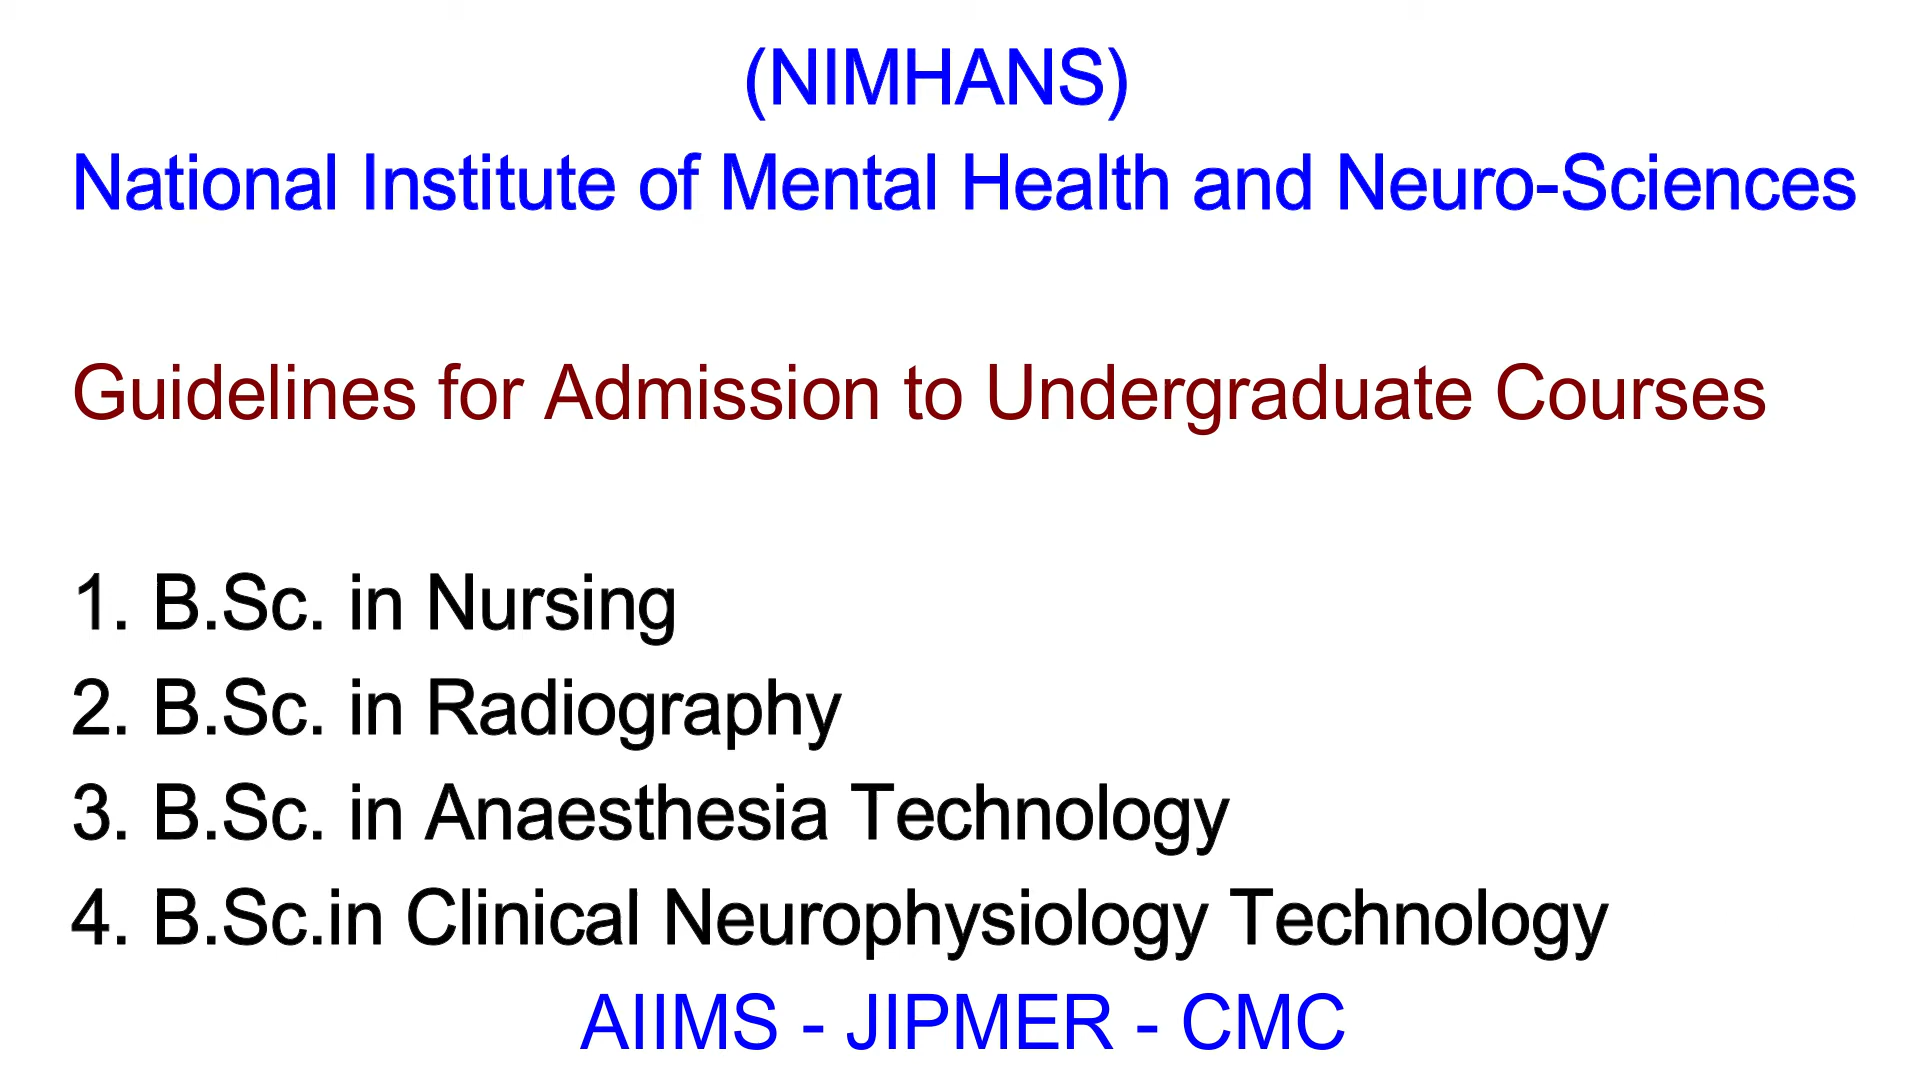 (NIMHANS)
National Institute of Mental Health and Neuro-Sciences
Guidelines for Admission to Undergraduate Courses
1. B.Sc. in Nursing
2. B.Sc. in Radiography
3. B.Sc. in Anaesthesia Technology
4. B.Sc.in Clinical Neurophysiology Technology
AIIMS - JIPMER - CMC